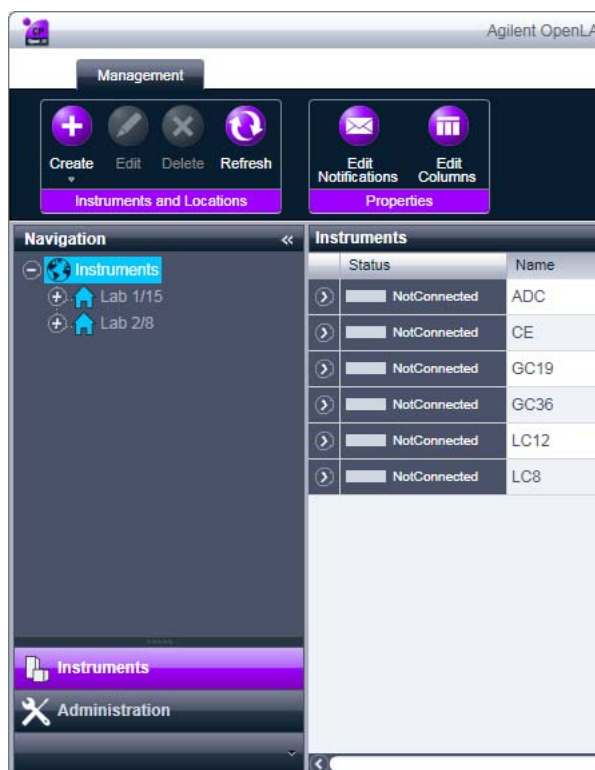 CP
Agilent OpenLA
Management
Create
Edit
Delete
Refresh
Instruments and Locations
Edit
Notifications
Edit
Columns
Properties
Navigation
Instruments
Lab 1/15
Lab 2/8
Instruments
Administration
Instruments
Status Name
NotConnected ADC
NotConnected CE
NotConnected GC19
NotConnected GC36
NotConnected LC12
NotConnected LC8